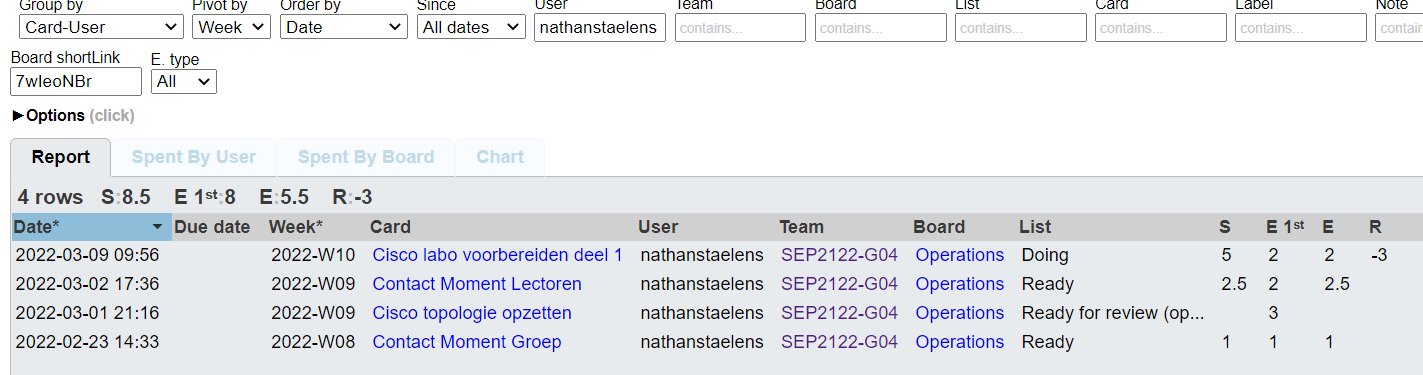 Group by Pivot by Order by Since User Team Board List Card Label Note
Card-User Week Date All dates nathanstaelens contains... contains... contains... contains... contains... conta
Board shortLink E. type
7wIeoNBr All
►Options (click)
Report Spent By User Spent By Board Chart
4 rows S:8.5 E 1st:8 E:5.5 R:-3
Date* Due date Week* Card User Team Board List S E 1st E R
2022-03-09 09:56 2022-W10 Cisco labo voorbereiden deel 1 nathanstaelens SEP2122-G04 Operations Doing 5 2 2 -3
2022-03-02 17:36 2022-W09 Contact Moment Lectoren nathanstaelens SEP2122-G04 Operations Ready 2.5 2 2.5
2022-03-01 21:16 2022-W09 Cisco topologie opzetten nathanstaelens SEP2122-G04 Operations Ready for review (op... 3
2022-02-23 14:33 2022-W08 Contact Moment Groep nathanstaelens SEP2122-G04 Operations Ready 1 1 1